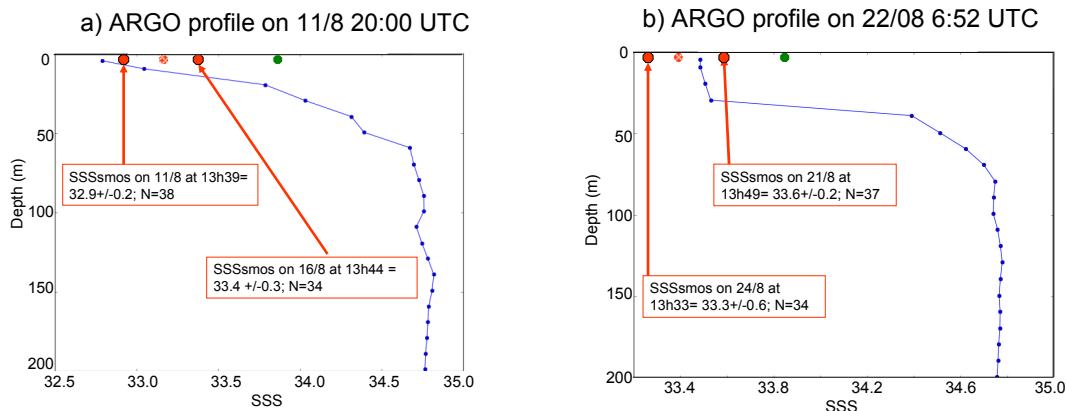 a) ARGO profile on 11/8 20:00 UTC
0
50
100
150
200
Depth (m)
SSSsmos on 11/8 at 13h39=
32.9+/-0.2; N=38
SSSsmos on 16/8 at 13h44 =
33.4 +/-0.3; N=34
32.5 33.0 33.5 34.0 34.5 35.0
SSS
b) ARGO profile on 22/08 6:52 UTC
0
50
100
150
200
Depth (m)
SSSsmos on 21/8 at
13h49= 33.6+/-0.2; N=37
SSSsmos on 24/8 at
13h33= 33.3+/-0.6; N=34
33.4 33.8 34.2 34.6 35.0
SSS